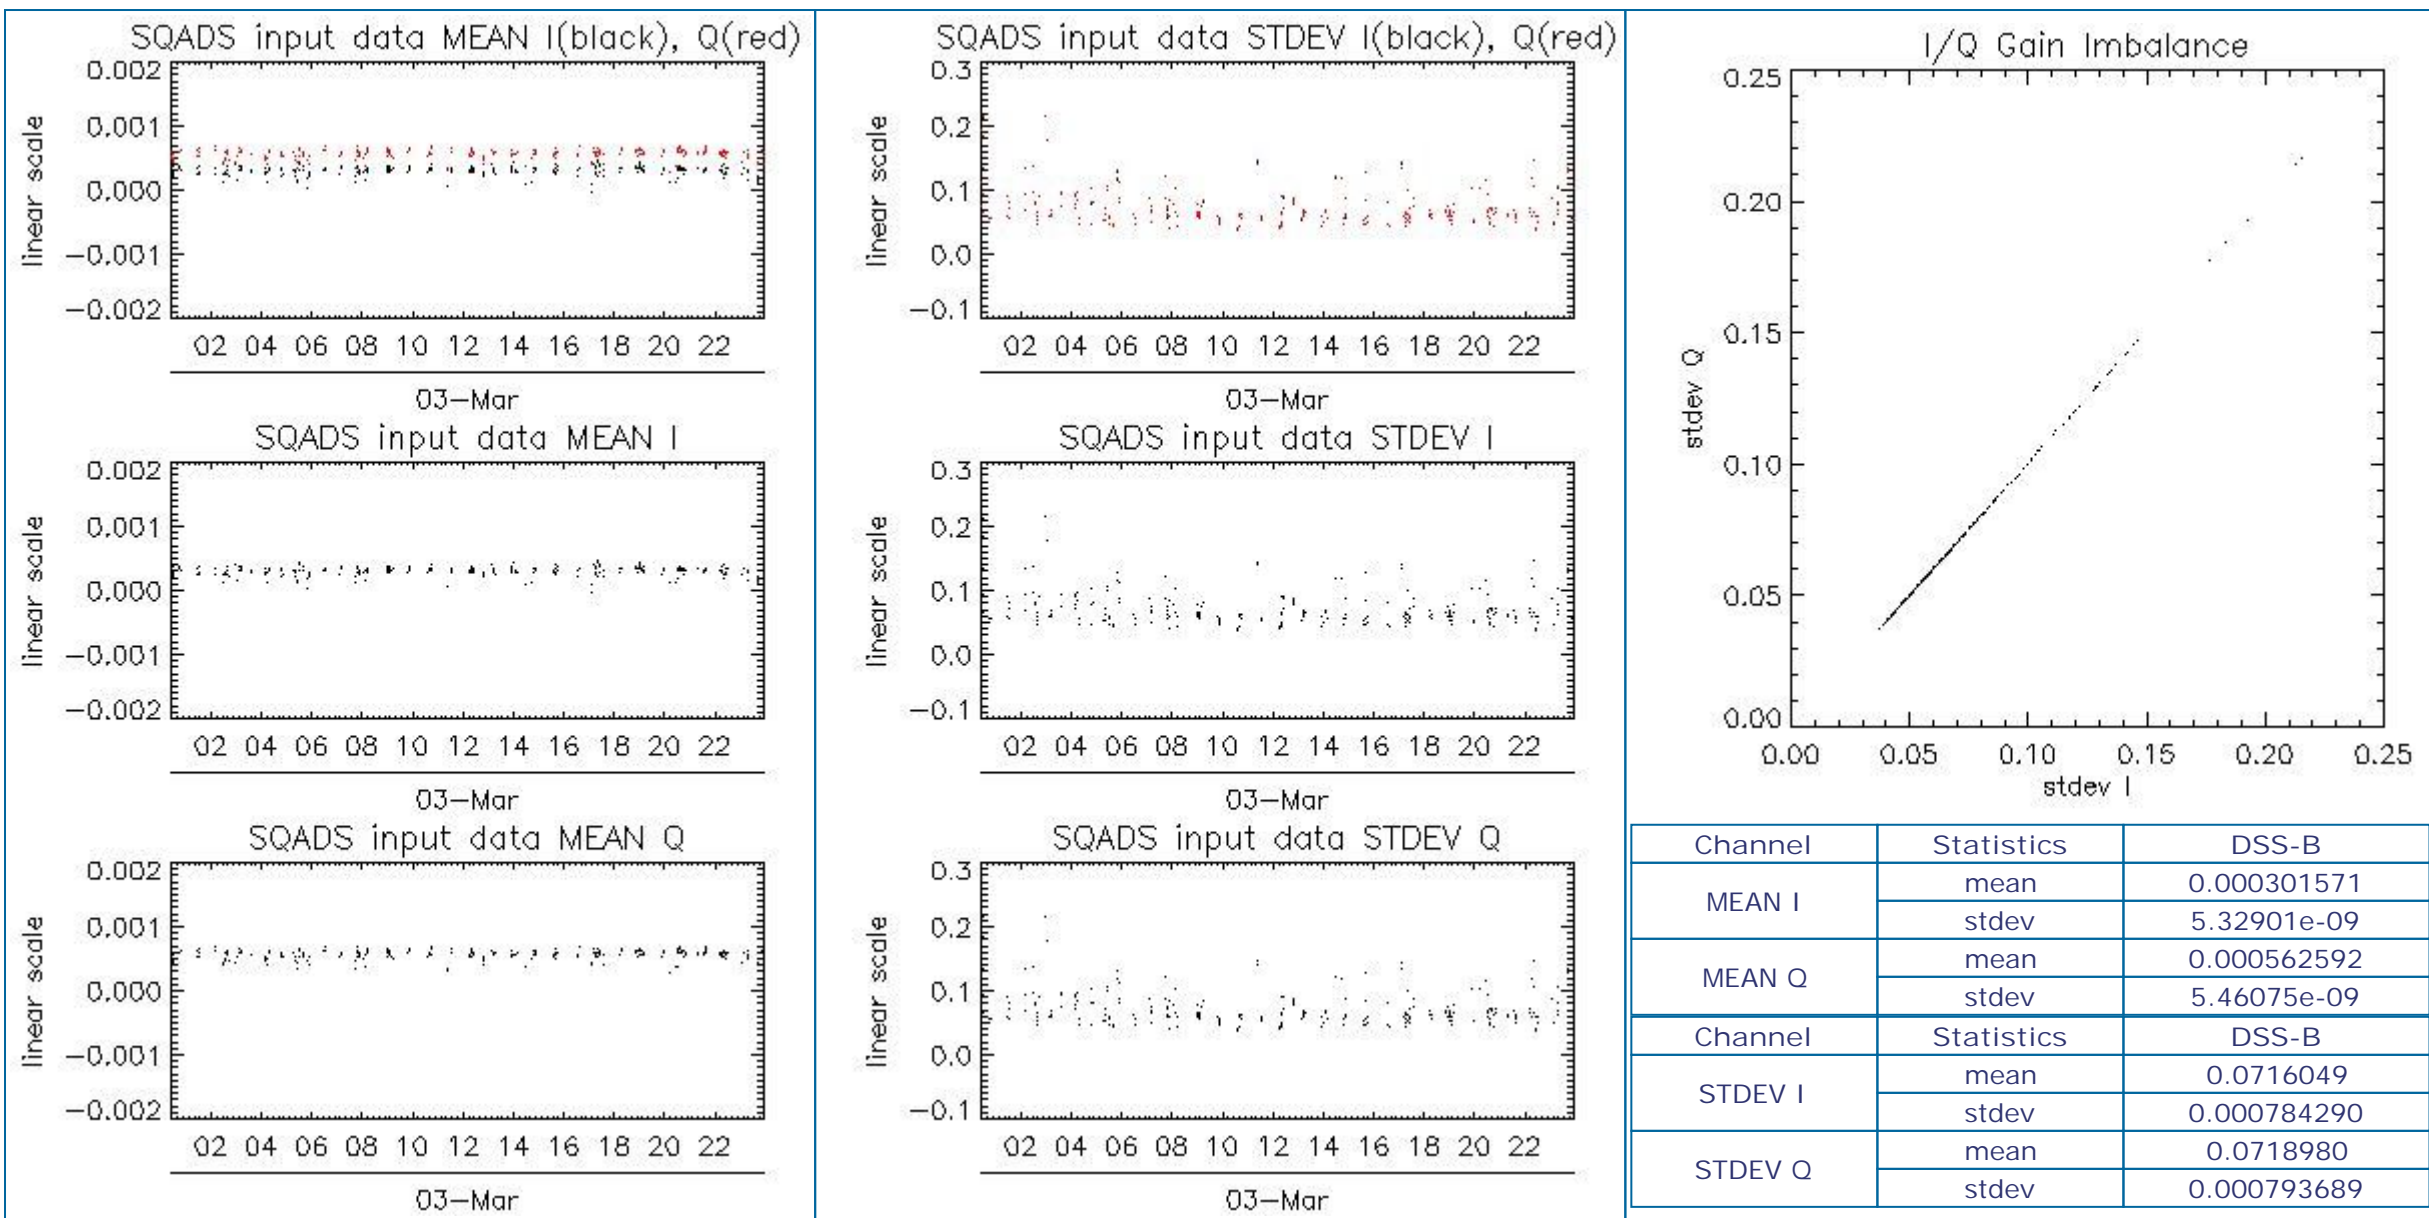 SQADS input data MEAN I(black), Q(red)
0.002
0.001
0.000
−0.001
−0.002
linear scale
02 04 06 08 10 12 14 16 18 20 22
03−Mar
SQADS input data MEAN I
0.002
0.001
0.000
−0.001
−0.002
linear scale
02 04 06 08 10 12 14 16 18 20 22
03−Mar
SQADS input data MEAN Q
0.002
0.001
0.000
−0.001
−0.002
linear scale
02 04 06 08 10 12 14 16 18 20 22
03−Mar
SQADS input data STDEV I(black), Q(red)
0.3
0.2
0.1
0.0
−0.1
linear scale
02 04 06 08 10 12 14 16 18 20 22
03−Mar
SQADS input data STDEV I
0.3
0.2
0.1
0.0
−0.1
linear scale
02 04 06 08 10 12 14 16 18 20 22
03−Mar
SQADS input data STDEV Q
0.3
0.2
0.1
0.0
−0.1
linear scale
02 04 06 08 10 12 14 16 18 20 22
03−Mar
I/Q Gain Imbalance
0.25
0.20
0.15
0.10
0.05
0.00
stdev Q
0.00 0.05 0.10 0.15 0.20 0.25
stdev I
Channel Statistics DSS-B
MEAN I mean 0.000301571
stdev 5.32901e-09
MEAN Q mean 0.000562592
stdev 5.46075e-09
Channel Statistics DSS-B
STDEV I mean 0.0716049
stdev 0.000784290
STDEV Q mean 0.0718980
stdev 0.000793689